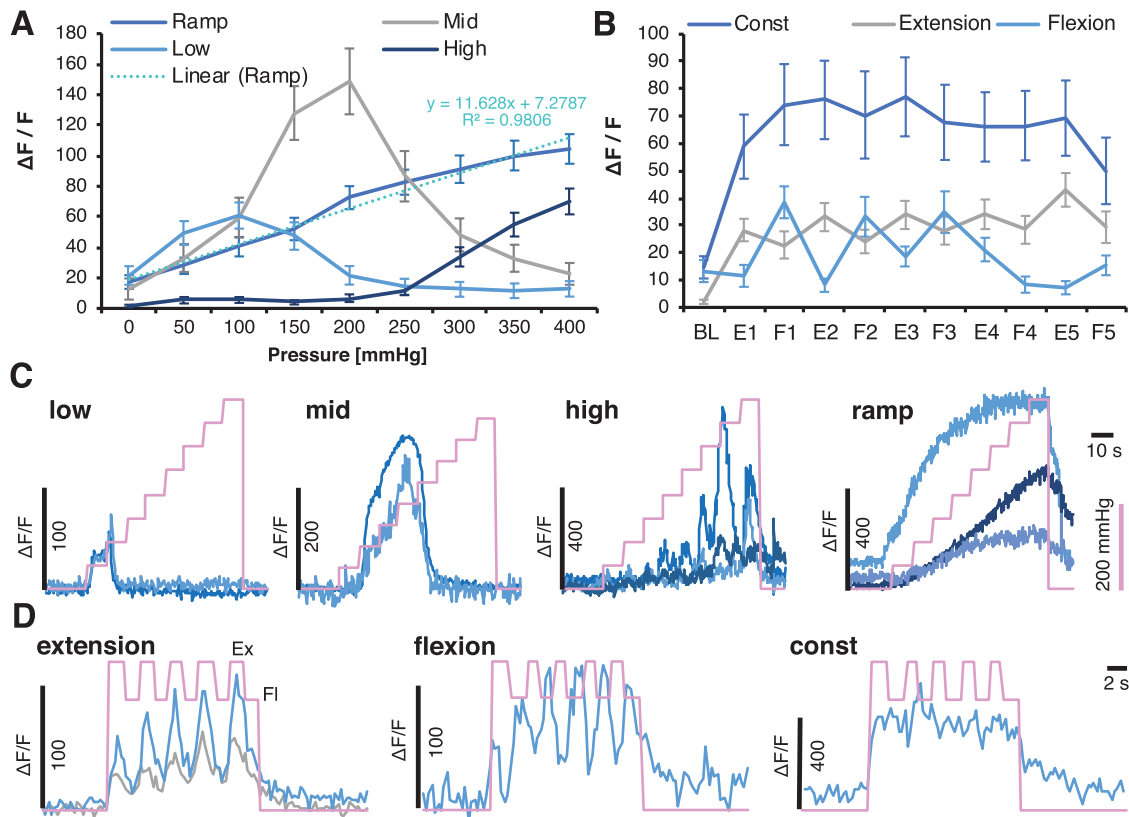 A
Ramp
Mid
Low
High
Linear (Ramp)
y = 11.628x + 7.2787
R² = 0.9806
180
160
140
120
100
80
60
40
20
0
ΔF / F
0 50 100 150 200 250 300 350 400
Pressure [mmHg]
B
Const Extension Flexion
100
90
80
70
60
50
40
30
20
10
0
ΔF / F
BL E1 F1 E2 F2 E3 F3 E4 F4 E5 F5
C
low
mid
high
ramp
ΔF/F
100
ΔF/F
200
ΔF/F
400
ΔF/F
400
10 s
200 mmHg
D
extension
Ex
Fl
flexion
const
ΔF/F
100
ΔF/F
100
ΔF/F
400
2 s